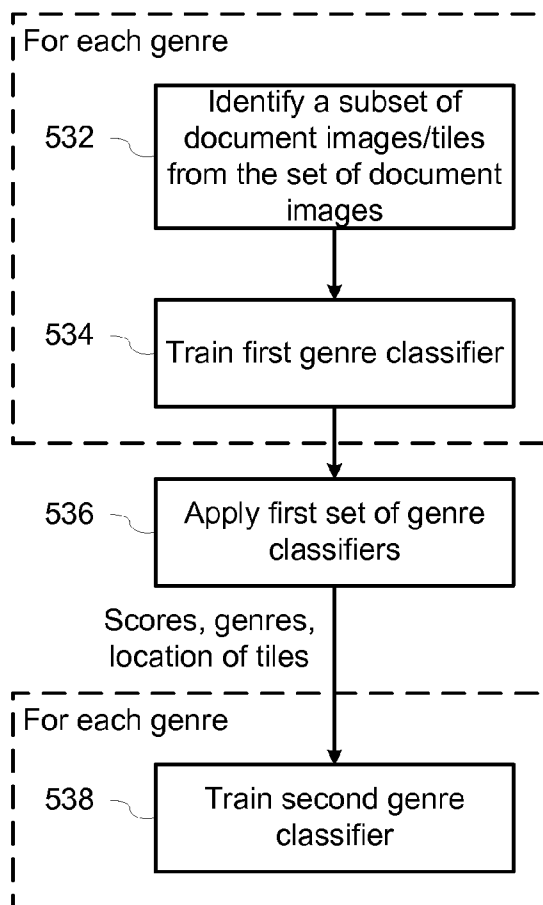 For each genre
532
Identify a subset of
document images/tiles
from the set of document
images
534
Train first genre classifier
536
Apply first set of genre
classifiers
Scores, genres,
location of tiles
For each genre
538
Train second genre
classifier